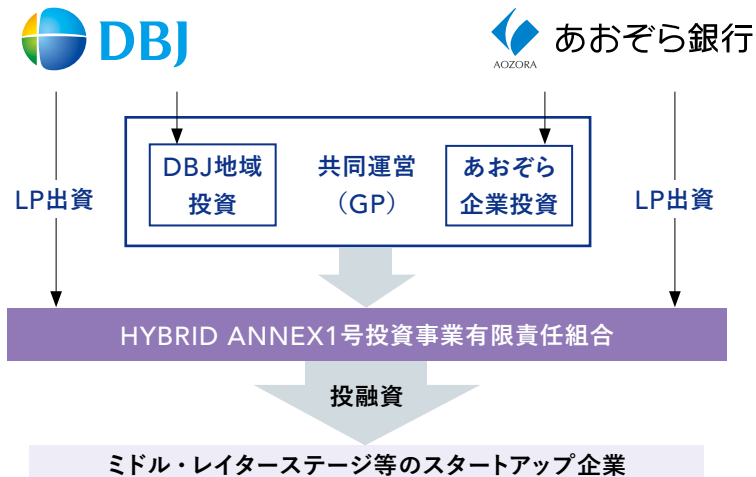 DBJ
AOZORA
あおぞら銀行
DBJ地域
投資
共同運営
（GP）
あおぞら
企業投資
LP出資
LP出資
HYBRID ANNEX1号投資事業有限責任組合
投融資
ミドル・レイターステージ等のスタートアップ企業